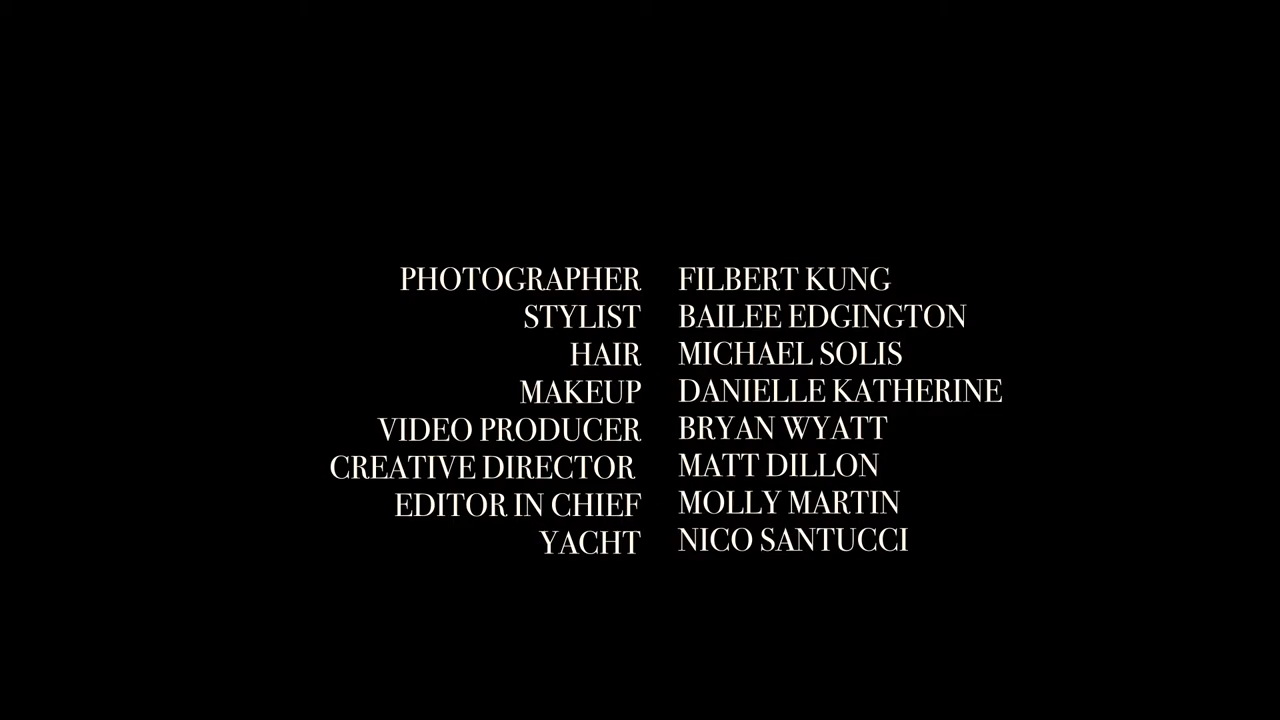 PHOTOGRAPHER FILBERT KUNG
STYLIST BAILEE EDGINGTON
HAIR MICHAEL SOLIS
MAKEUP DANIELLE KATHERINE
VIDEO PRODUCER BRYAN WYATT
CREATIVE DIRECTOR MATT DILLON
EDITOR IN CHIEF MOLLY MARTIN
YACHT NICO SANTUCCI